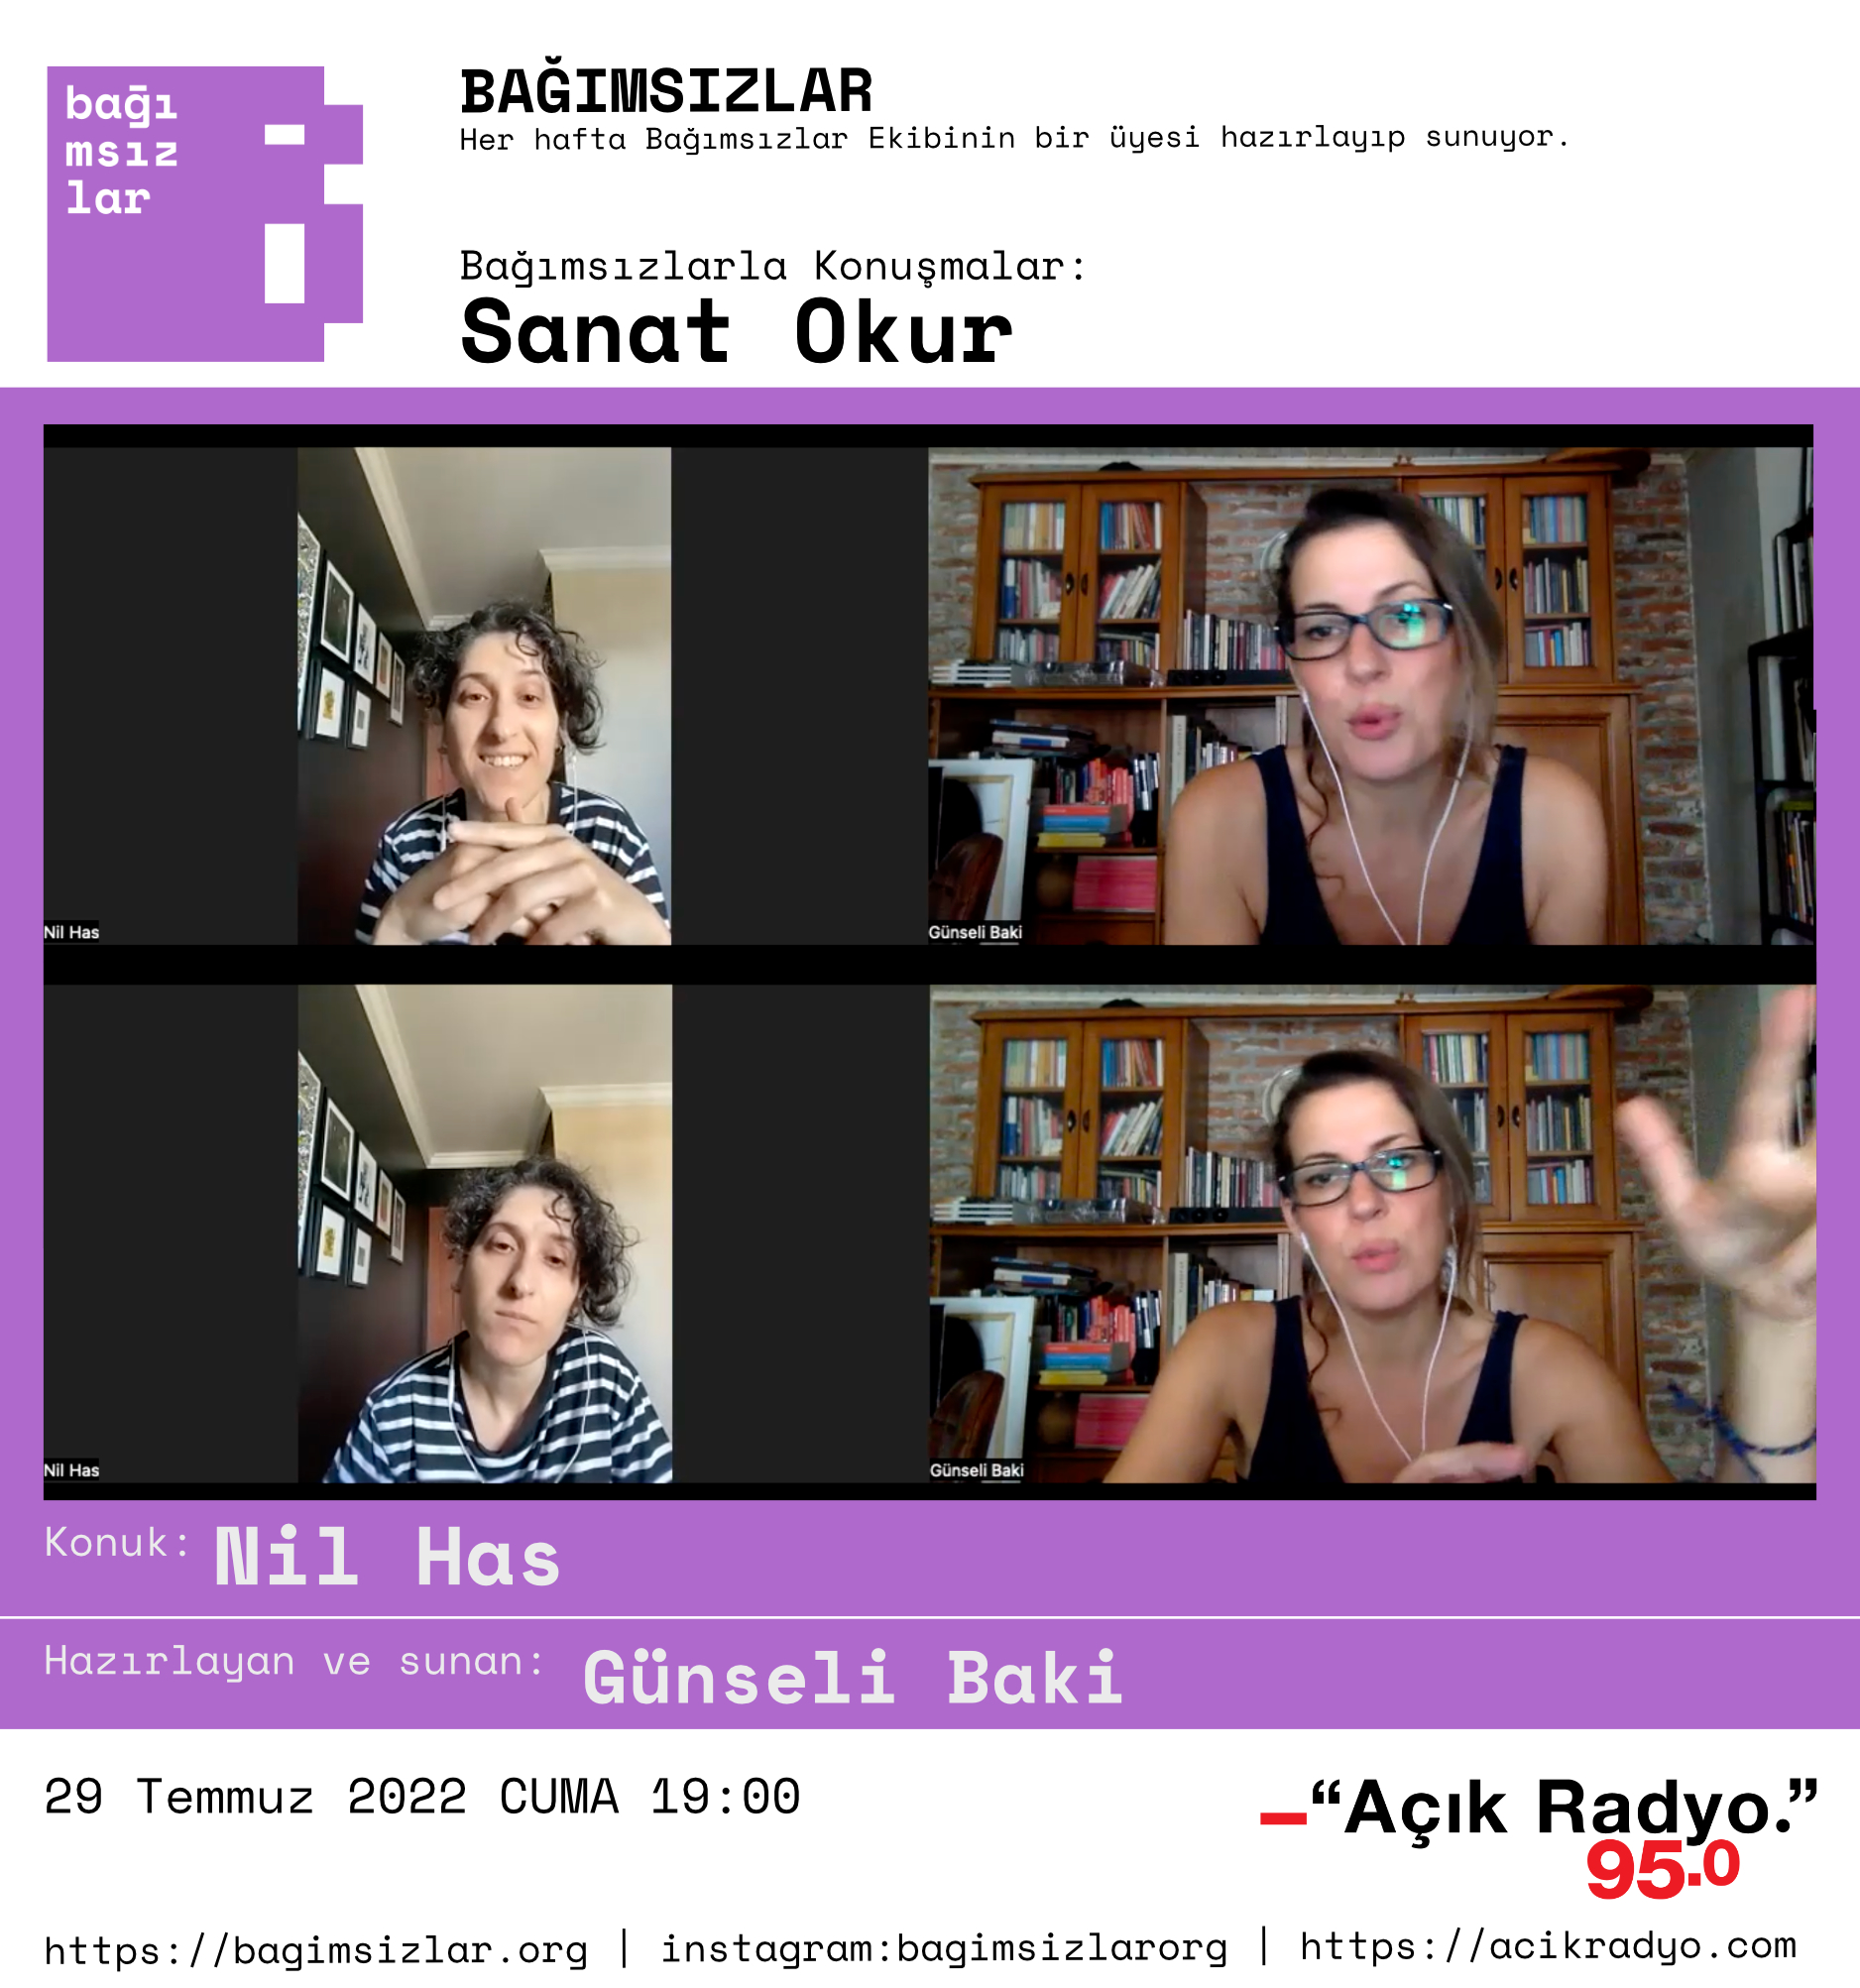 bağı
msız
lar
BAĞIMSIZLAR
Her hafta Bağımsızlar Ekibinin bir üyesi hazırlayıp sunuyor.
Bağımsızlarla Konuşmalar:
Sanat Okur
Nil Has
Günseli Baki
Nil Has
Günseli Baki
Konuk: Nil Has
Hazırlayan ve sunan: Günseli Baki
29 Temmuz 2022 CUMA 19:00
“Açık Radyo.”
95.0
https://bagimsizlar.org | instagram:bagimsizlarorg | https://acikradyo.com